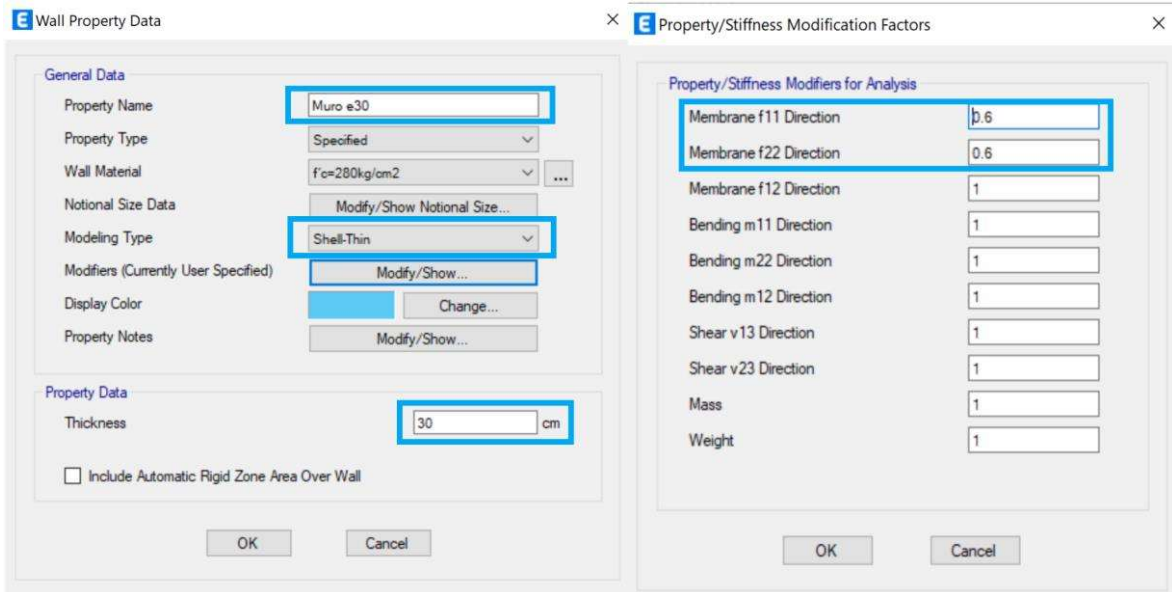 E Wall Property Data
General Data
Property Name Muro e30
Property Type Specified
Wall Material f'c=280kg/cm2 ...
Notional Size Data Modify/Show Notional Size...
Modeling Type Shell-Thin
Modifiers (Currently User Specified) Modify/Show...
Display Color Change...
Property Notes Modify/Show...
Property Data
Thickness 30 cm
Include Automatic Rigid Zone Area Over Wall
OK Cancel
E Property/Stiffness Modification Factors
Property/Stiffness Modifiers for Analysis
Membrane f11 Direction 0.6
Membrane f22 Direction 0.6
Membrane f12 Direction 1
Bending m11 Direction 1
Bending m22 Direction 1
Bending m12 Direction 1
Shear v13 Direction 1
Shear v23 Direction 1
Mass 1
Weight 1
OK Cancel